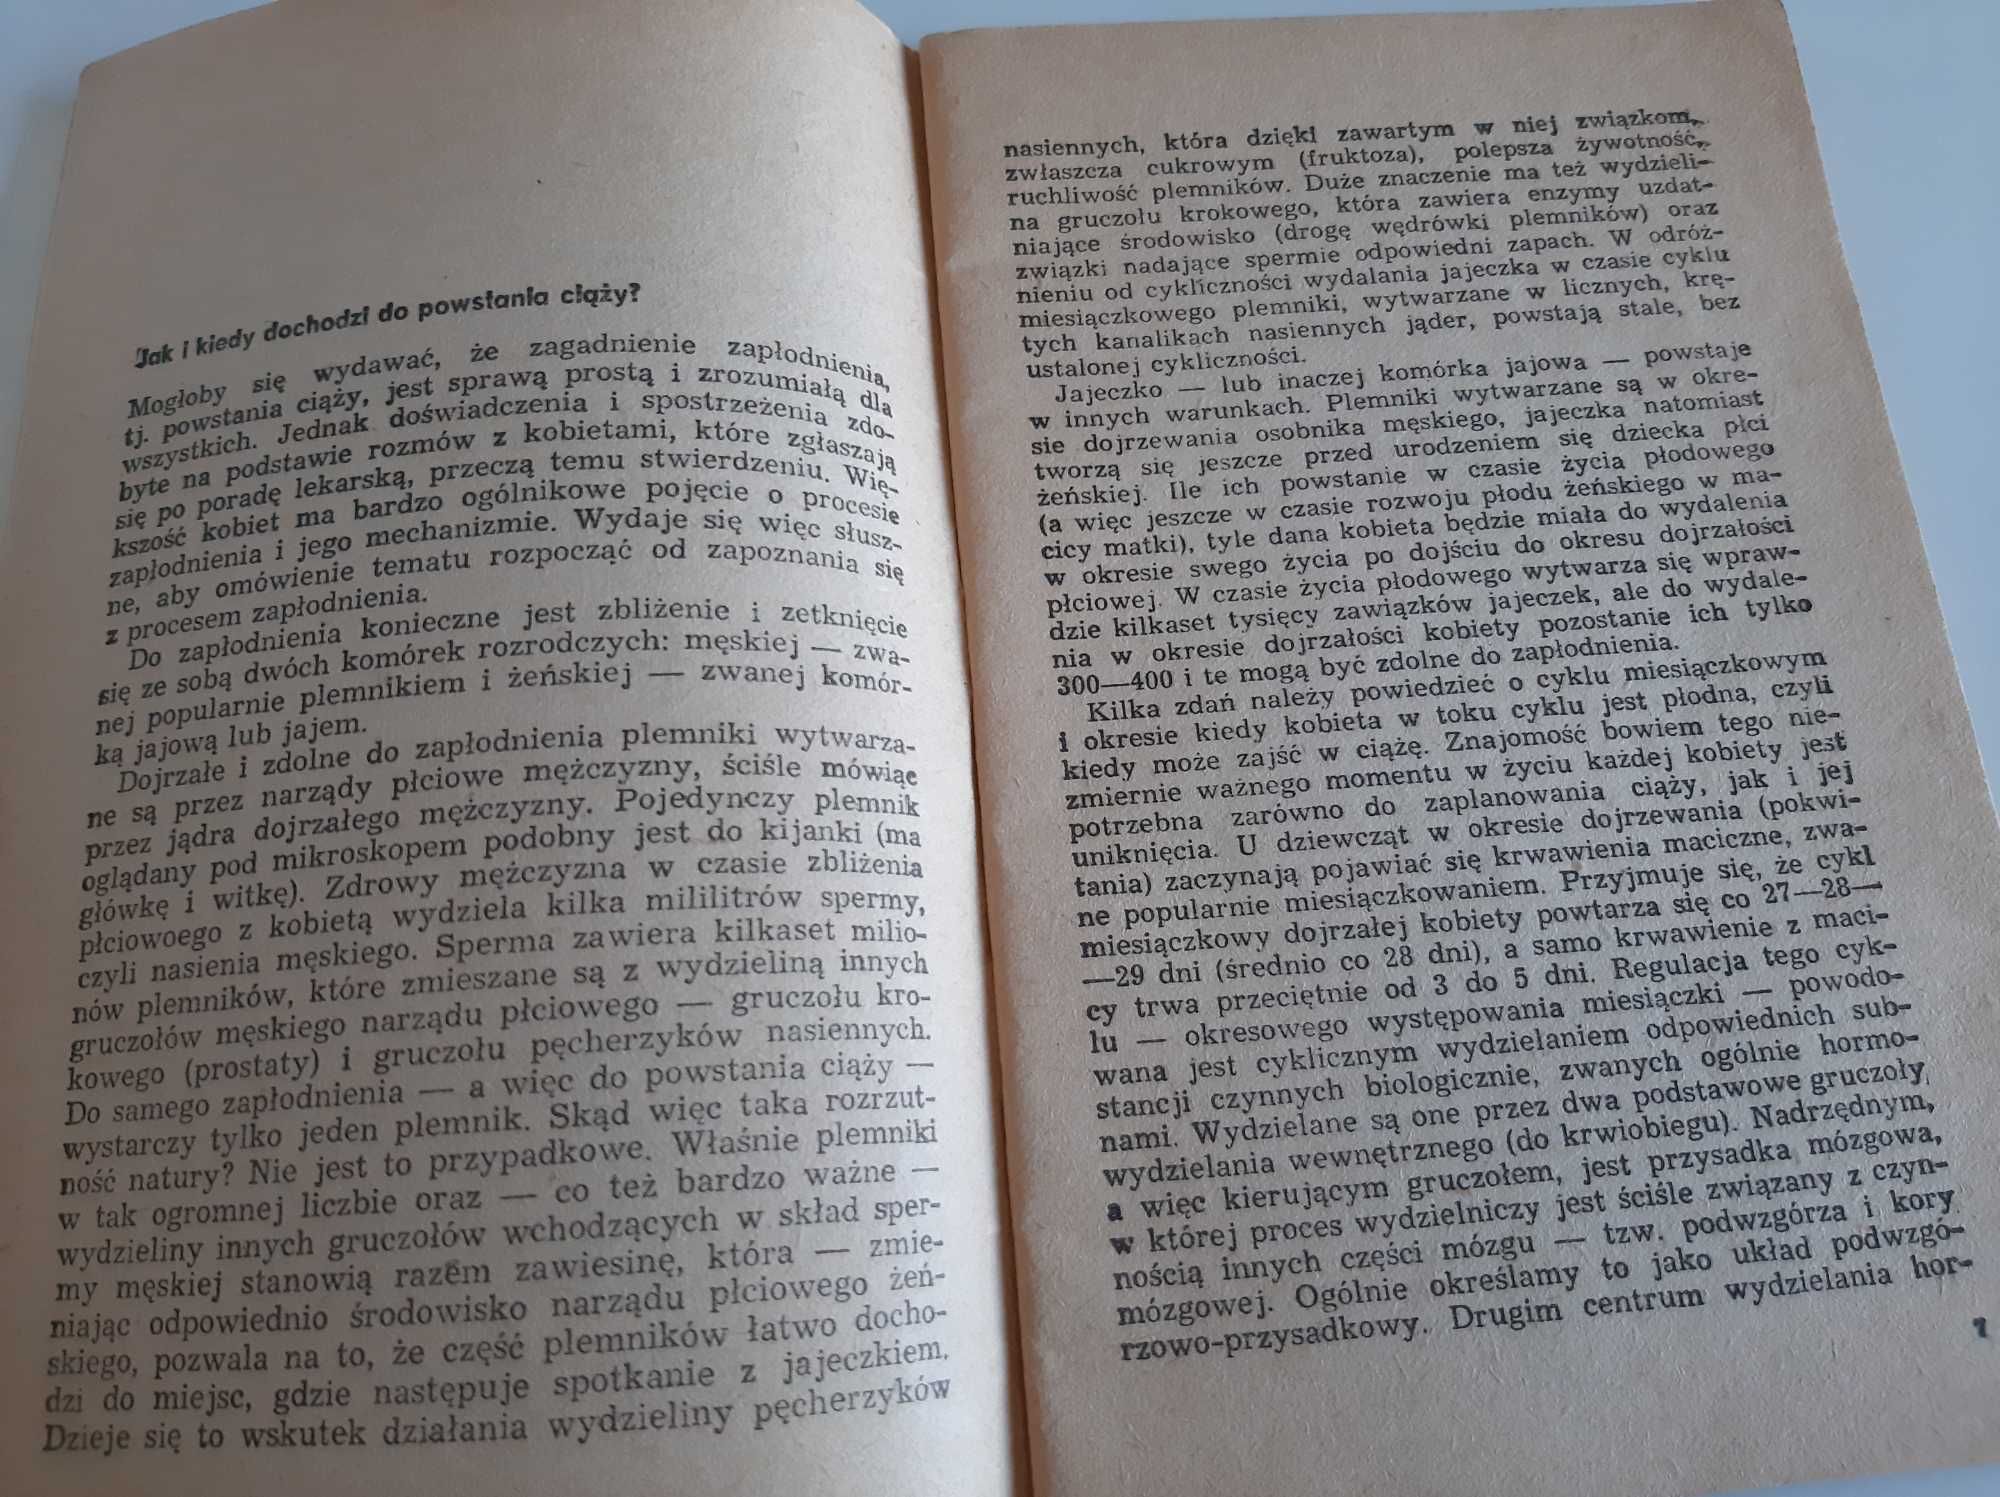 Jak i kiedy dochodzi do powstania ciąży?
Mogłoby się wydawać, że zagadnienie zapłodnienia,
tj. powstania ciąży, jest sprawą prostą i zrozumiałą dla
wszystkich. Jednak doświadczenia i spostrzeżenia zdo-
byte na podstawie rozmów z kobietami, które zgłaszają
się po poradę lekarską, przeczą temu stwierdzeniu. Wię-
kszość kobiet ma bardzo ogólnikowe pojęcie o procesie
zapłodnienia i jego mechanizmie. Wydaje się więc słusz-
ne, aby omówienie tematu rozpocząć od zapoznania się
z procesem zapłodnienia.
Do zapłodnienia konieczne jest zbliżenie i zetknięcie
się ze sobą dwóch komórek rozrodczych: męskiej — zwa-
nej popularnie plemnikiem i żeńskiej — zwanej komór-
ką jajową lub jajem.
Dojrzałe i zdolne do zapłodnienia plemniki wytwarza-
ne są przez narządy płciowe mężczyzny, ściśle mówiąc
przez jądra dojrzałego mężczyzny. Pojedynczy plemnik
oglądany pod mikroskopem podobny jest do kijanki (ma
główkę i witkę). Zdrowy mężczyzna w czasie zbliżenia
płciowoego z kobietą wydziela kilka mililitrów spermy,
czyli nasienia męskiego. Sperma zawiera kilkaset milio-
nów plemników, które zmieszane są z wydzieliną innych
gruczołów męskiego narządu płciowego — gruczołu kro-
kowego (prostaty) i gruczołu pęcherzyków nasiennych.
Do samego zapłodnienia — a więc do powstania ciąży —
wystarczy tylko jeden plemnik. Skąd więc taka rozrzut-
ność natury? Nie jest to przypadkowe. Właśnie plemniki
w tak ogromnej liczbie oraz — co też bardzo ważne —
wydzieliny innych gruczołów wchodzących w skład sper-
my męskiej stanowią razem zawiesinę, która — zmie-
niając odpowiednio środowisko narządu płciowego żeń-
skiego, pozwala na to, że część plemników łatwo docho-
dzi do miejsc, gdzie następuje spotkanie z jajeczkiem.
Dzieje się to wskutek działania wydzieliny pęcherzyków
nasiennych, która dzięki zawartym w niej związkom,
zwłaszcza cukrowym (fruktoza), polepsza żywotność,
ruchliwość plemników. Duże znaczenie ma też wydzieli-
na gruczołu krokowego, która zawiera enzymy uzdat-
niające środowisko (drogę wędrówki plemników) oraz
związki nadające spermie odpowiedni zapach. W odróż-
nieniu od cykliczności wydalania jajeczka w czasie cyklu
miesiączkowego plemniki, wytwarzane w licznych, krę-
tych kanalikach nasiennych jąder, powstają stale, bez
ustalonej cykliczności.
Jajeczko — lub inaczej komórka jajowa — powstaje
w innych warunkach. Plemniki wytwarzane są w okre-
sie dojrzewania osobnika męskiego, jajeczka natomiast
tworzą się jeszcze przed urodzeniem się dziecka płci
żeńskiej. Ile ich powstanie w czasie życia płodowego
(a więc jeszcze w czasie rozwoju płodu żeńskiego w ma-
cicy matki), tyle dana kobieta będzie miała do wydalenia
w okresie swego życia po dojściu do okresu dojrzałości
płciowej. W czasie życia płodowego wytwarza się wpraw-
dzie kilkaset tysięcy zawiązków jajeczek, ale do wydale-
nia w okresie dojrzałości kobiety pozostanie ich tylko
300—400 i te mogą być zdolne do zapłodnienia.
Kilka zdań należy powiedzieć o cyklu miesiączkowym
i okresie kiedy kobieta w toku cyklu jest płodna, czyli
kiedy może zajść w ciążę. Znajomość bowiem tego nie-
zmiernie ważnego momentu w życiu każdej kobiety jest
potrzebna zarówno do zaplanowania ciąży, jak i jej
uniknięcia. U dziewcząt w okresie dojrzewania (pokwi-
tania) zaczynają pojawiać się krwawienia maciczne, zwa-
ne popularnie miesiączkowaniem. Przyjmuje się, że cykl
miesiączkowy dojrzałej kobiety powtarza się co 27—28—
—29 dni (średnio co 28 dni), a samo krwawienie z maci-
cy trwa przeciętnie od 3 do 5 dni. Regulacja tego cyk-
lu — okresowego występowania miesiączki — powodo-
wana jest cyklicznym wydzielaniem odpowiednich sub-
stancji czynnych biologicznie, zwanych ogólnie hormo-
nami. Wydzielane są one przez dwa podstawowe gruczoły
wydzielania wewnętrznego (do krwiobiegu). Nadrzędnym,
a więc kierującym gruczołem, jest przysadka mózgowa,
w której proces wydzielniczy jest ściśle związany z czyn-
nością innych części mózgu — tzw. podwzgórza i kory
mózgowej. Ogólnie określamy to jako układ podwzgó-
rzowo-przysadkowy. Drugim centrum wydzielania hor-
7